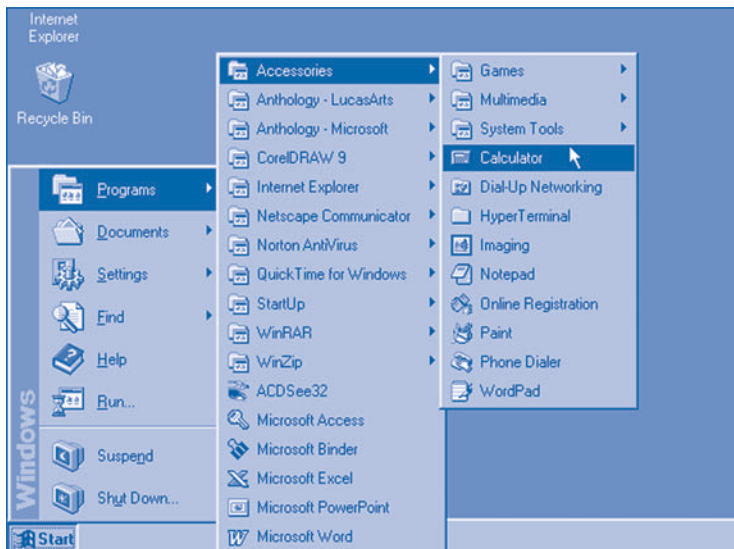 Internet
Explorer
Recycle Bin
Windows
Programs
Documents
Settings
Find
Help
Run...
Suspend
Shut Down...
Start
Accessories
Anthology - LucasArts
Anthology - Microsoft
CorelDRAW 9
Internet Explorer
Netscape Communicator
Norton AntiVirus
QuickTime for Windows
StartUp
WinRAR
WinZip
ACDSee32
Microsoft Access
Microsoft Binder
Microsoft Excel
Microsoft PowerPoint
Microsoft Word
Games
Multimedia
System Tools
Calculator
Dial-Up Networking
HyperTerminal
Imaging
Notepad
Online Registration
Paint
Phone Dialer
WordPad